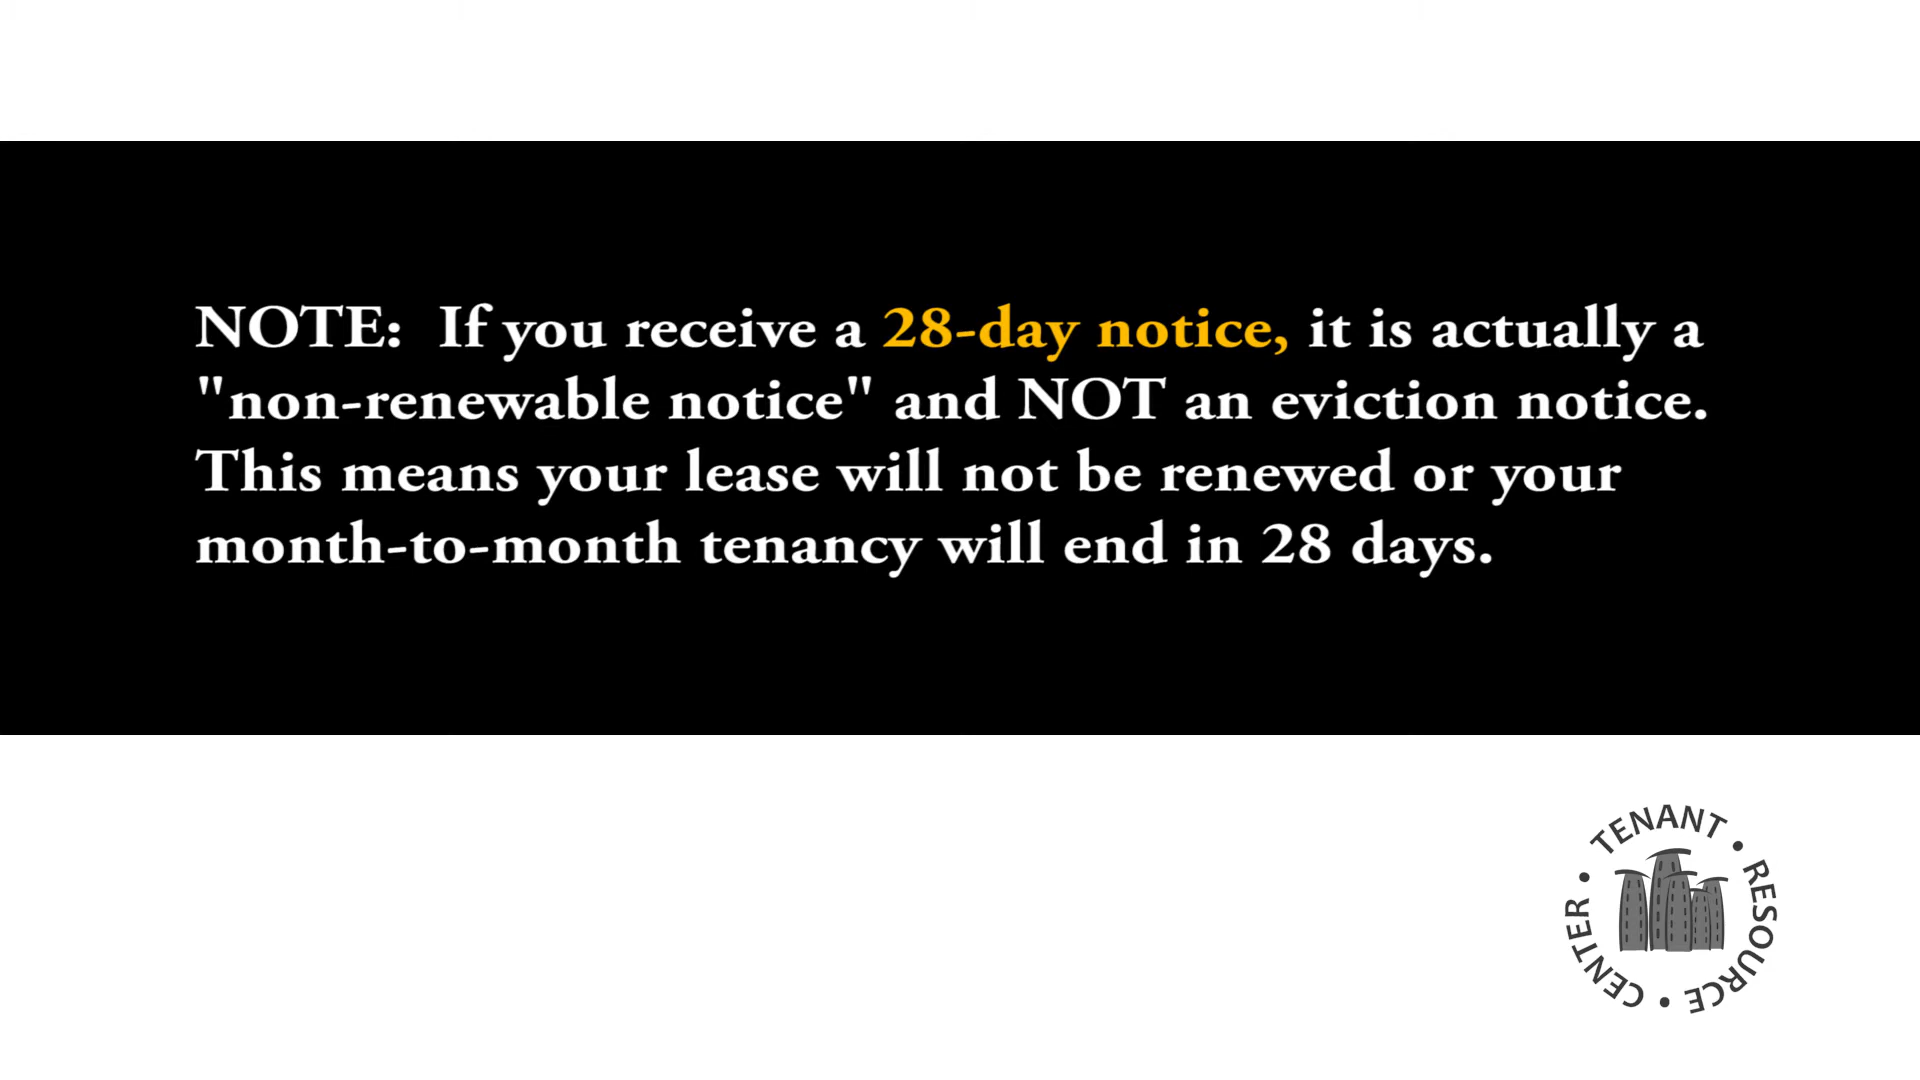 NOTE:  If you receive a 28-day notice, it is actually a
"non-renewable notice" and NOT an eviction notice.
This means your lease will not be renewed or your
month-to-month tenancy will end in 28 days.
TENANT • RESOURCE • CENTER •